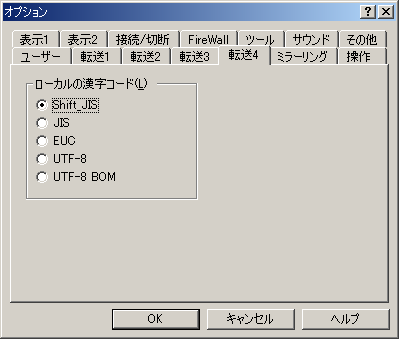 オプション
表示1 表示2 接続/切断 FireWall ツール サウンド その他
ユーザー 転送1 転送2 転送3 転送4 ミラーリング 操作
ローカルの漢字コード(L)
Shift_JIS
JIS
EUC
UTF-8
UTF-8 BOM
OK キャンセル ヘルプ